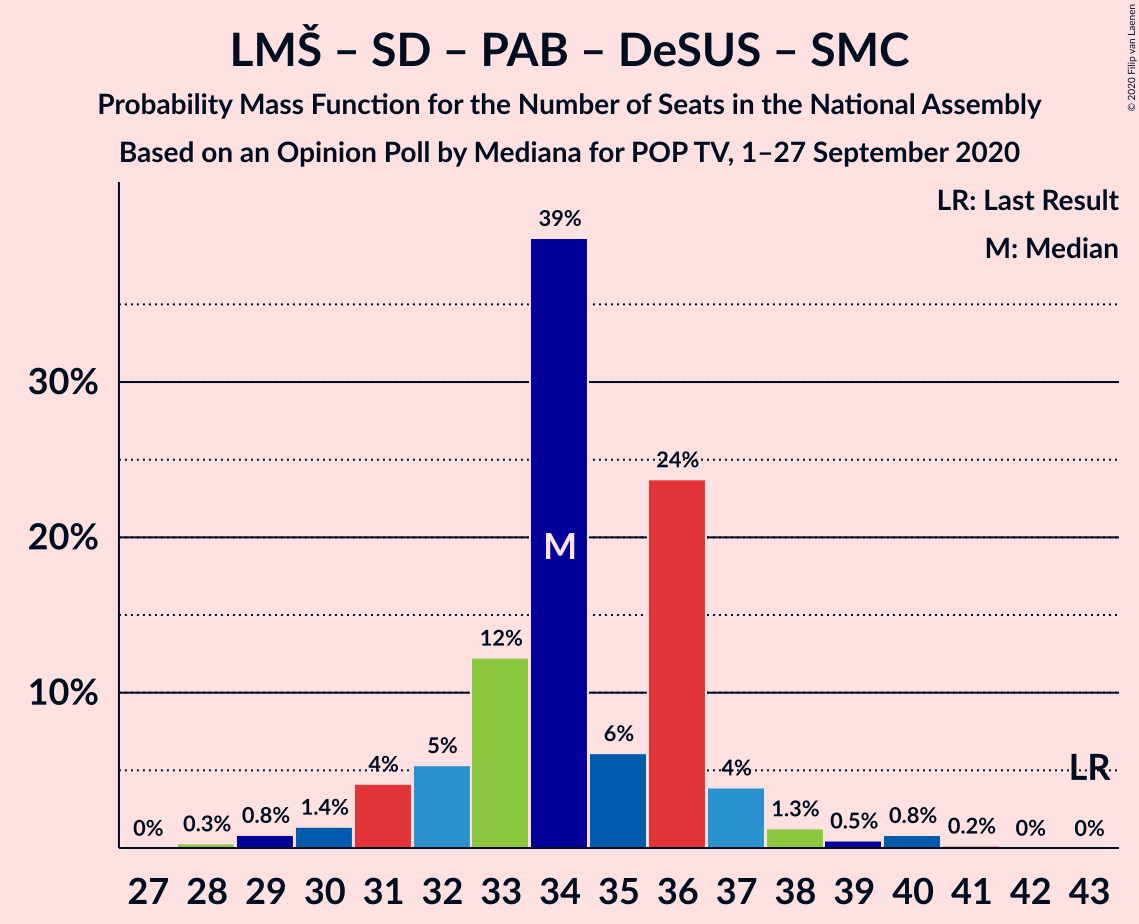 LMŠ – SD – PAB – DeSUS – SMC
Probability Mass Function for the Number of Seats in the National Assembly
Based on an Opinion Poll by Mediana for POP TV, 1–27 September 2020
© 2020 Filip van Laenen
LR: Last Result
M: Median
39%
30%
24%
20%
M
12%
10%
6%
5%
4%
4%
LR
0%
0.3%
0.8%
1.4%
1.3%
0.5%
0.8%
0.2%
0%
0%
27 28 29 30 31 32 33 34 35 36 37 38 39 40 41 42 43